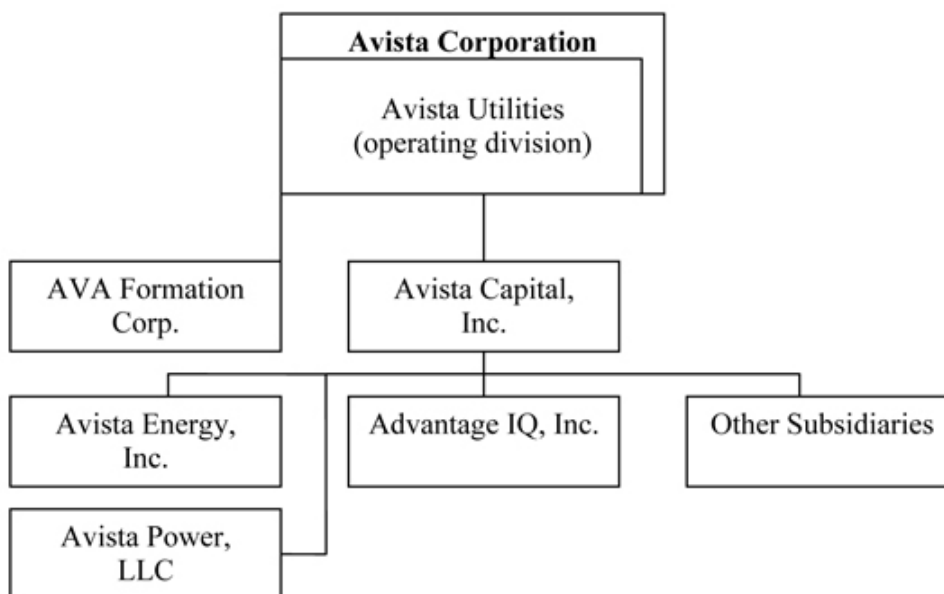 Avista Corporation
Avista Utilities
(operating division)
AVA Formation
Corp.
Avista Capital,
Inc.
Avista Energy,
Inc.
Advantage IQ, Inc.
Other Subsidiaries
Avista Power,
LLC